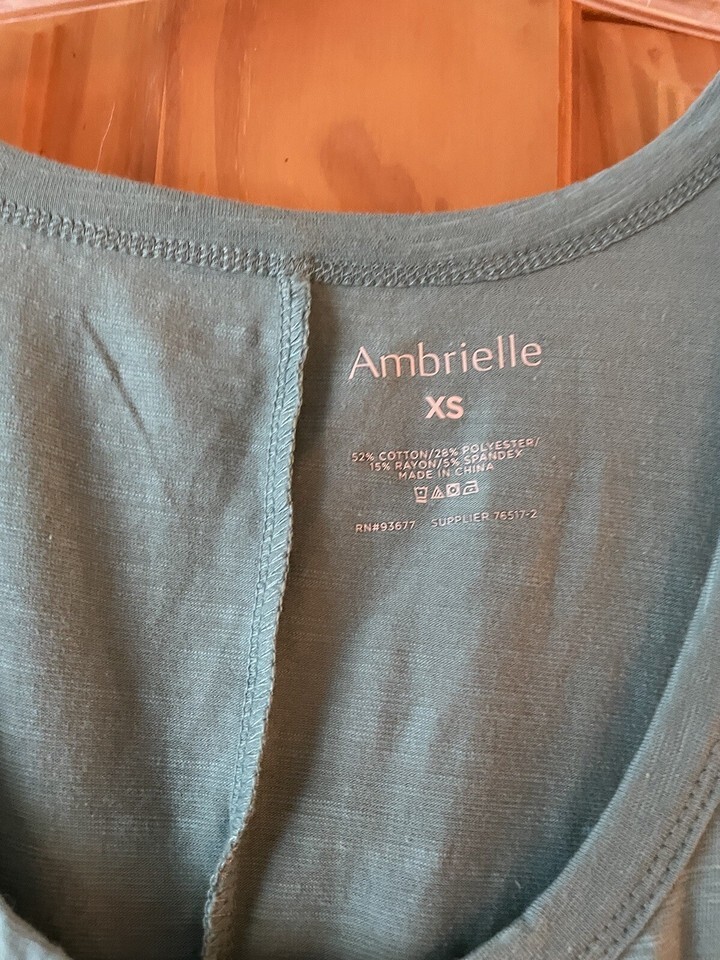 Ambrielle
XS
52% COTTON/28% POLYESTER/
15% RAYON/5% SPANDEX
MADE IN CHINA
RN#93677 SUPPLIER 76517-2